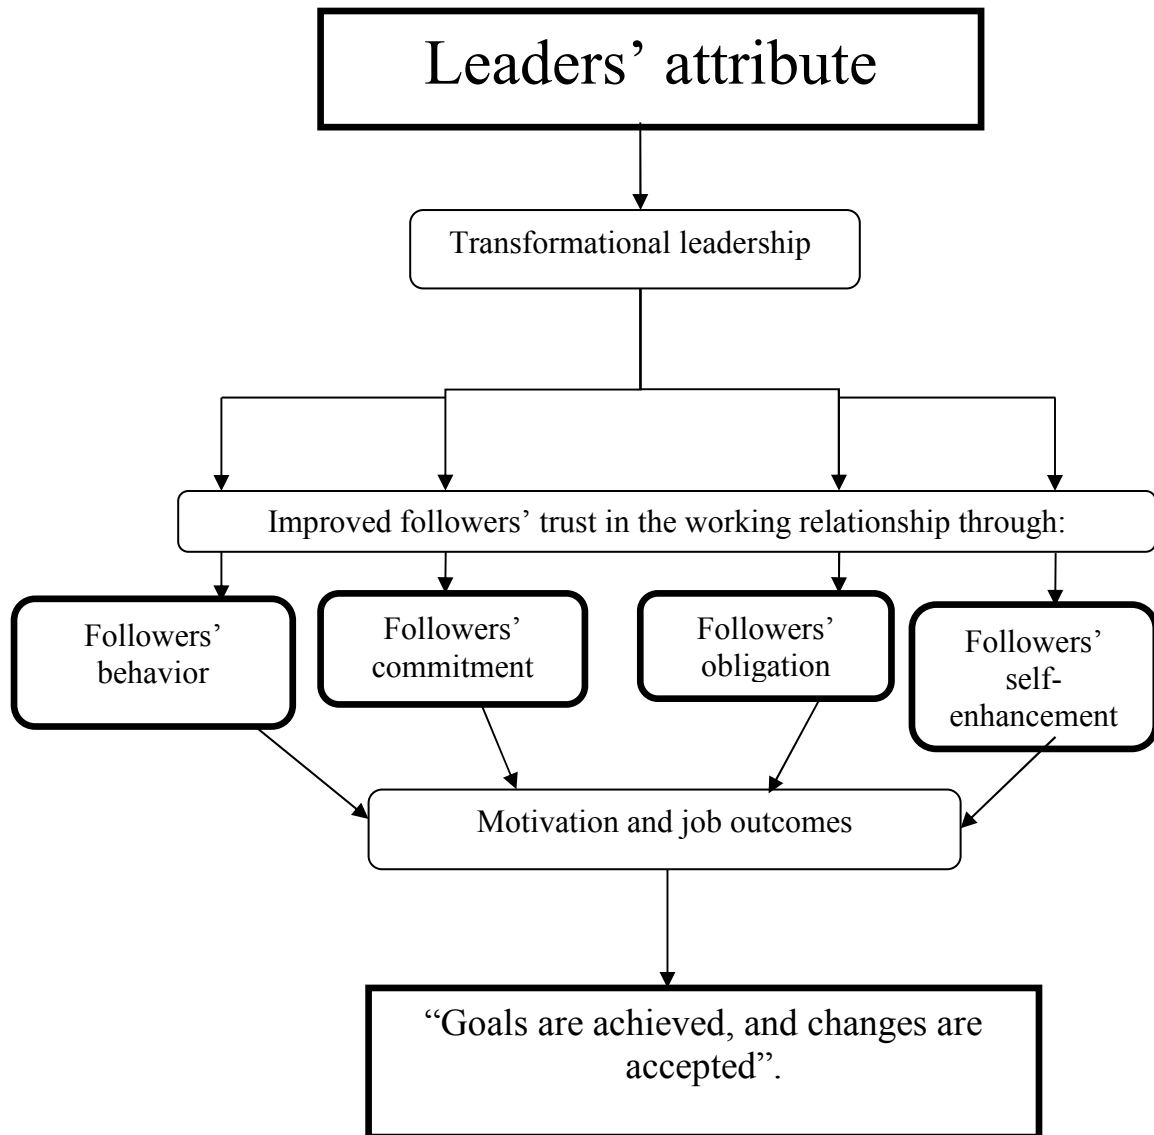 Leaders’ attribute
Transformational leadership
Improved followers’ trust in the working relationship through:
Followers’
behavior
Followers’
commitment
Followers’
obligation
Followers’
self-
enhancement
Motivation and job outcomes
“Goals are achieved, and changes are
accepted”.